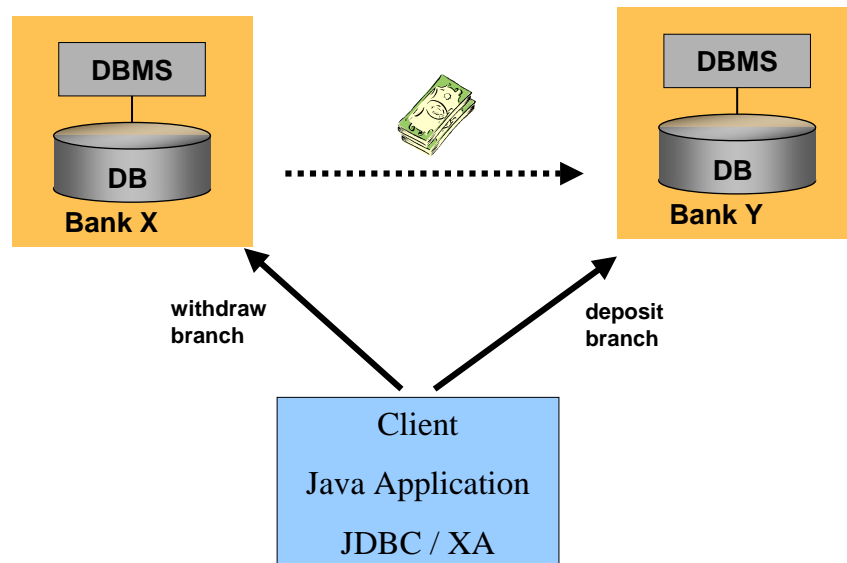 DBMS
DB
Bank X
DBMS
DB
Bank Y
withdraw
branch
deposit
branch
Client
Java Application
JDBC / XA